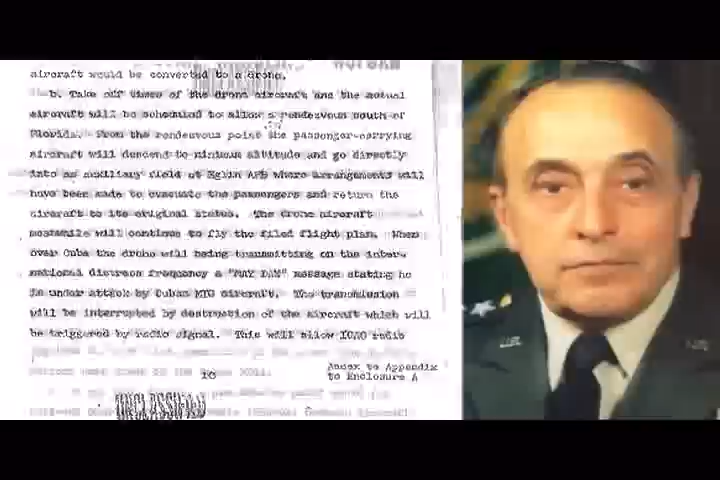 aircraft would be converted to a drone.
b. Take off times of the drone aircraft and the actual
aircraft will be scheduled to allow a rendezvous south of
Florida. From the rendezvous point the passenger-carrying
aircraft will descend to minimum altitude and go directly
into an auxiliary field at Eglin AFB where arrangements will
have been made to evacuate the passengers and return the
aircraft to its original status. The drone aircraft
meanwhile will continue to fly the filed flight plan. When
over Cuba the drone will being transmitting on the inter-
national distress frequency a "MAY DAY" message stating he
is under attack by Cuban MIG aircraft. The transmission
will be interrupted by destruction of the aircraft which will
be triggered by radio signal. This will allow ICAO radio
10
Annex to Appendix
to Enclosure A
UNCLASSIFIED
U.S.